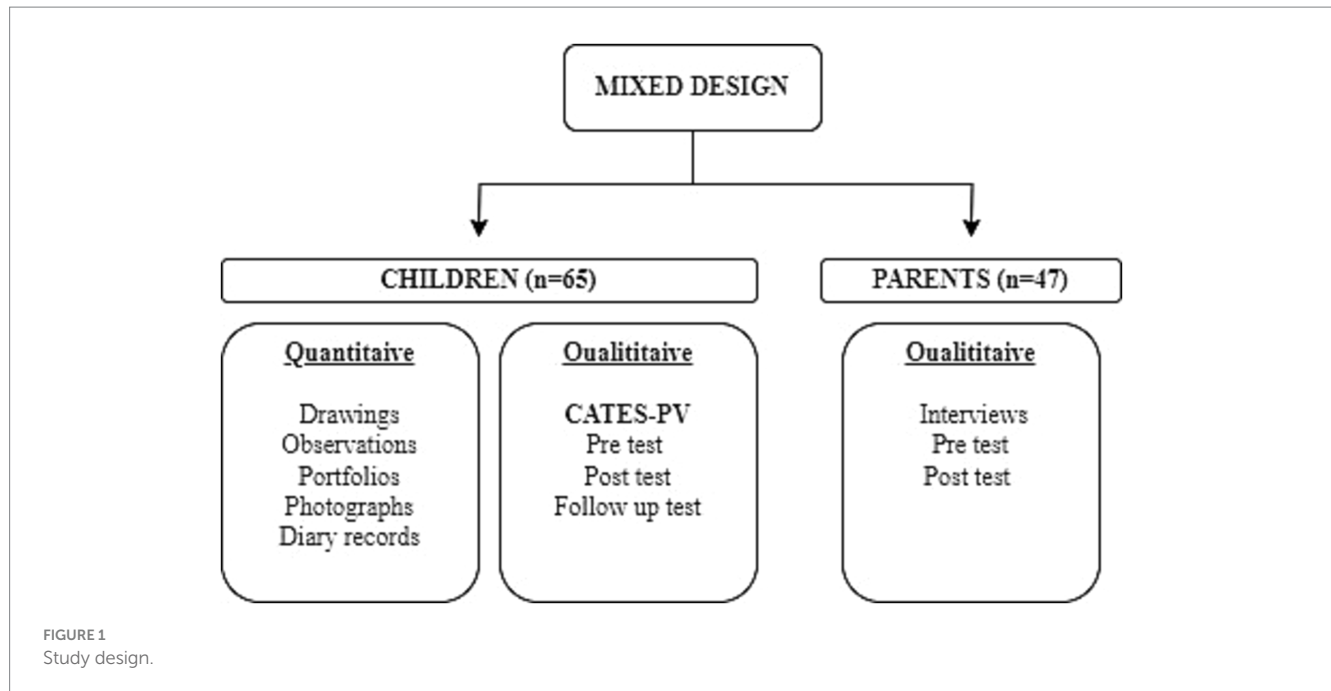 MIXED DESIGN
CHILDREN (n=65)
PARENTS (n=47)
Quantitaive
Drawings
Observations
Portfolios
Photographs
Diary records
Oualititaive
CATES-PV
Pre test
Post test
Follow up test
Oualititaive
Interviews
Pre test
Post test
FIGURE 1
Study design.